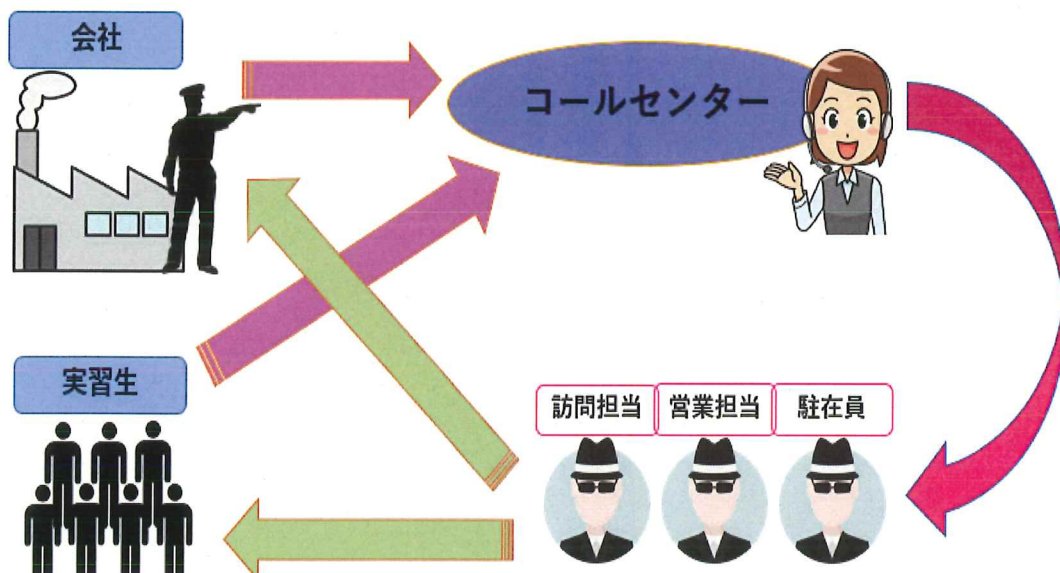 会社
コールセンター
実習生
訪問担当
営業担当
駐在員